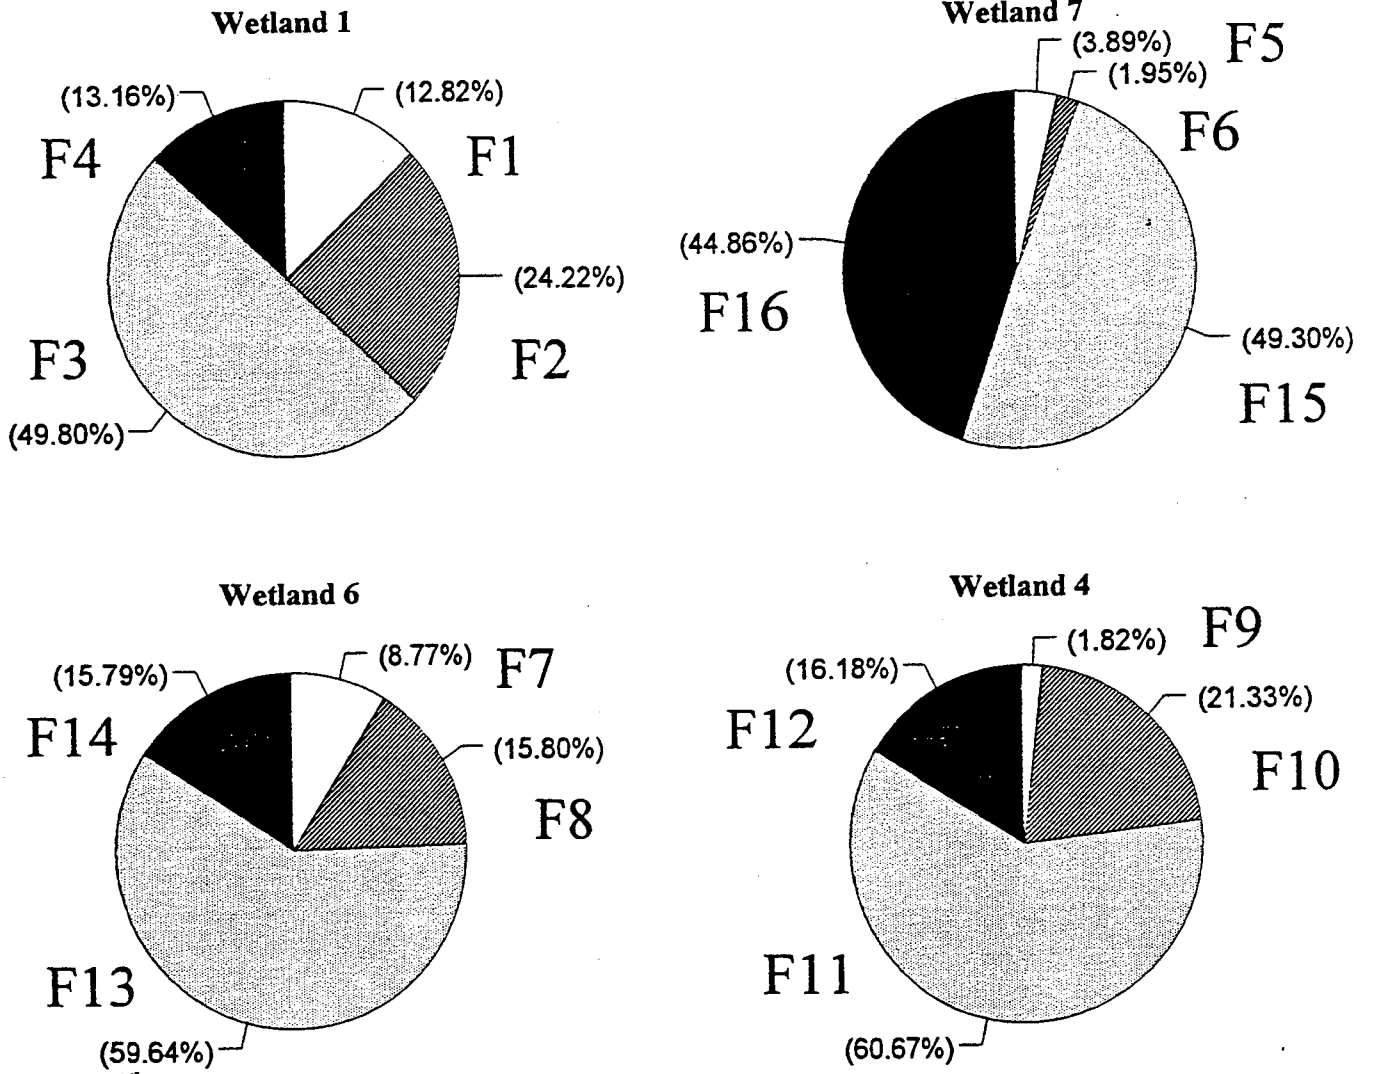 Wetland 1
(13.16%)
(12.82%)
F4
F1
(24.22%)
F3
F2
(49.80%)
Wetland 7
(3.89%)
F5
(1.95%)
F6
(44.86%)
F16
(49.30%)
F15
Wetland 6
(15.79%)
(8.77%)
F7
F14
(15.80%)
F8
F13
(59.64%)
Wetland 4
(16.18%)
(1.82%)
F9
(21.33%)
F12
F10
F11
(60.67%)